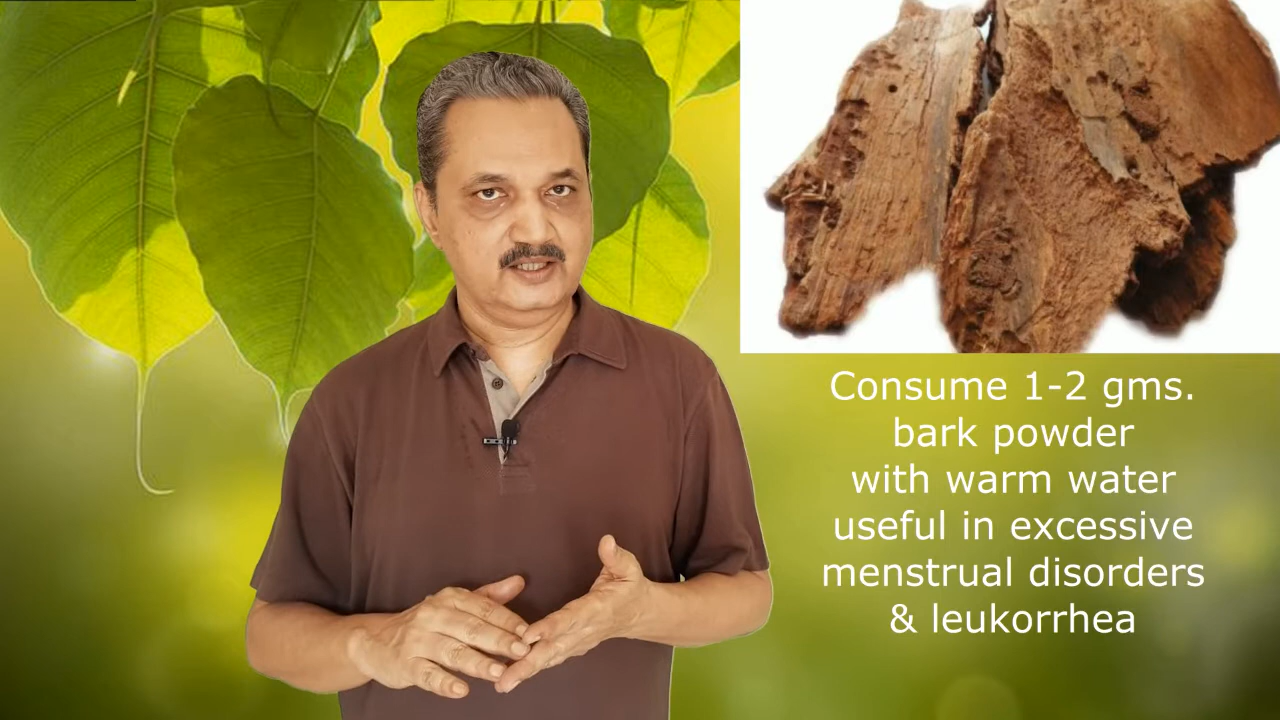 Consume 1-2 gms.
bark powder
with warm water
useful in excessive
menstrual disorders
& leukorrhea